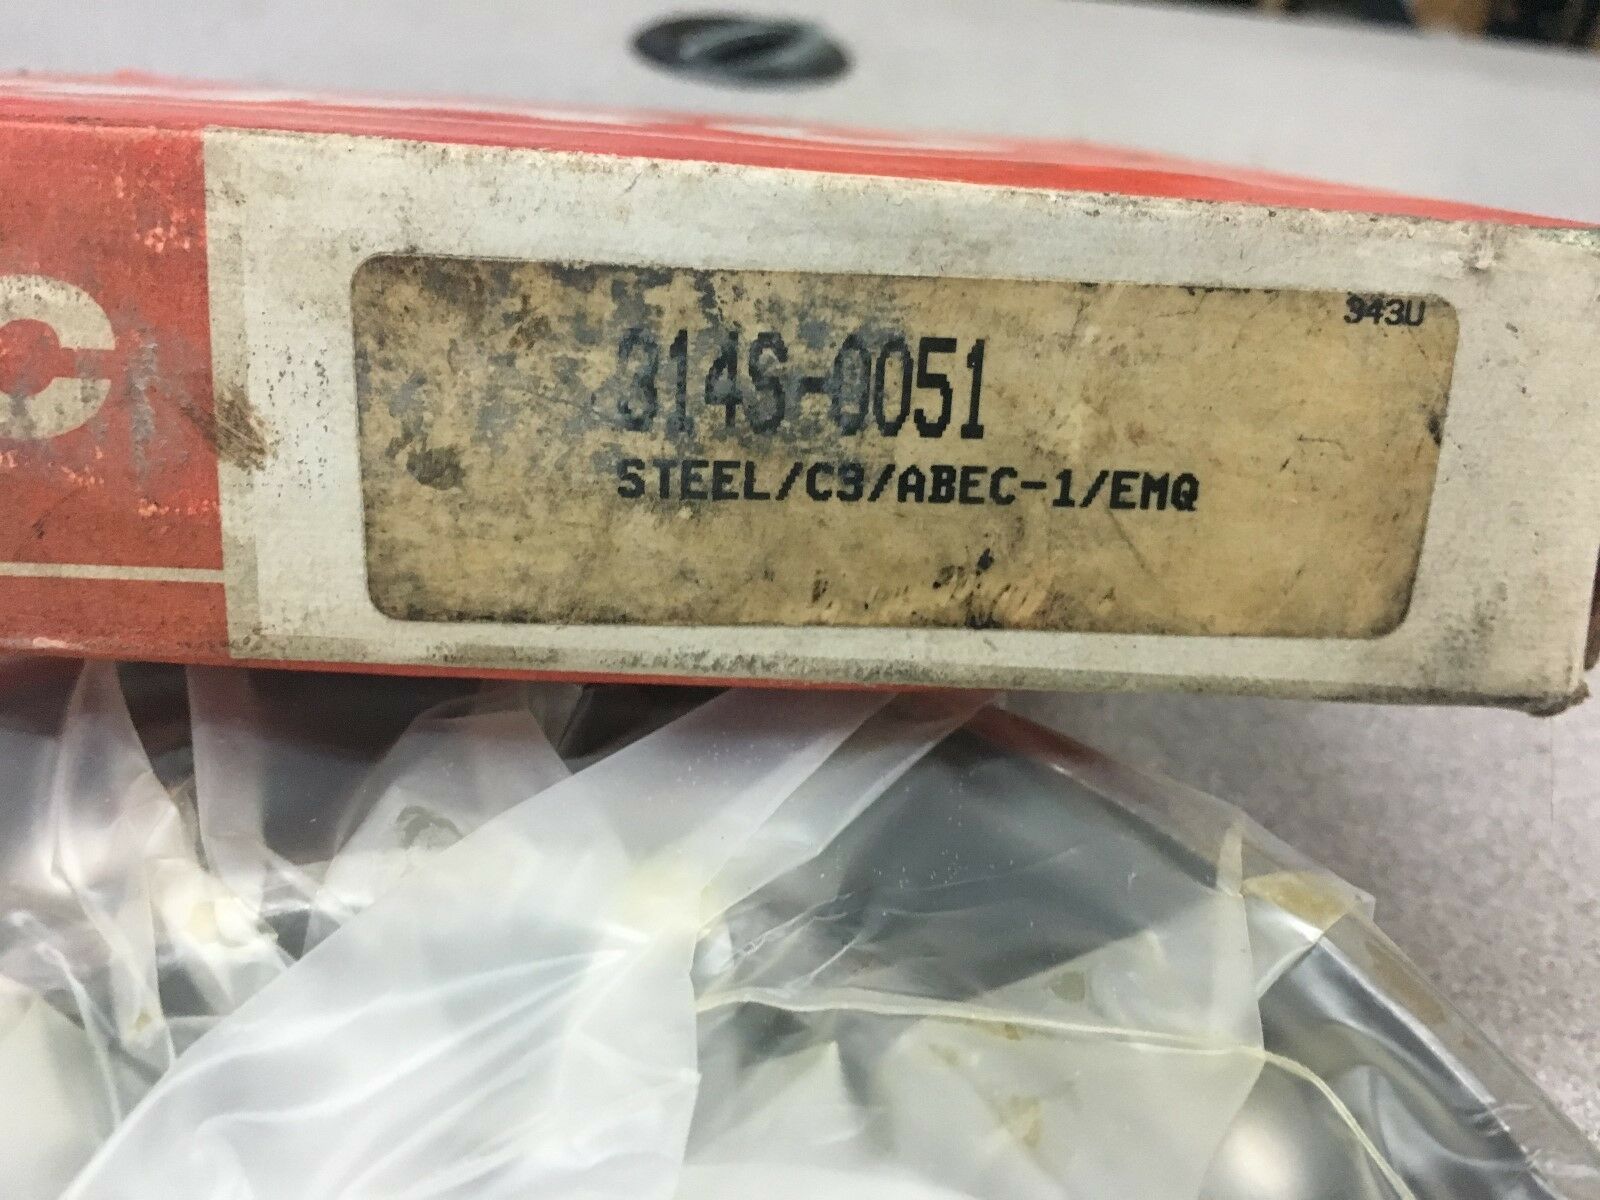 C
943U
314S-0051
STEEL/C3/ABEC-1/EMQ